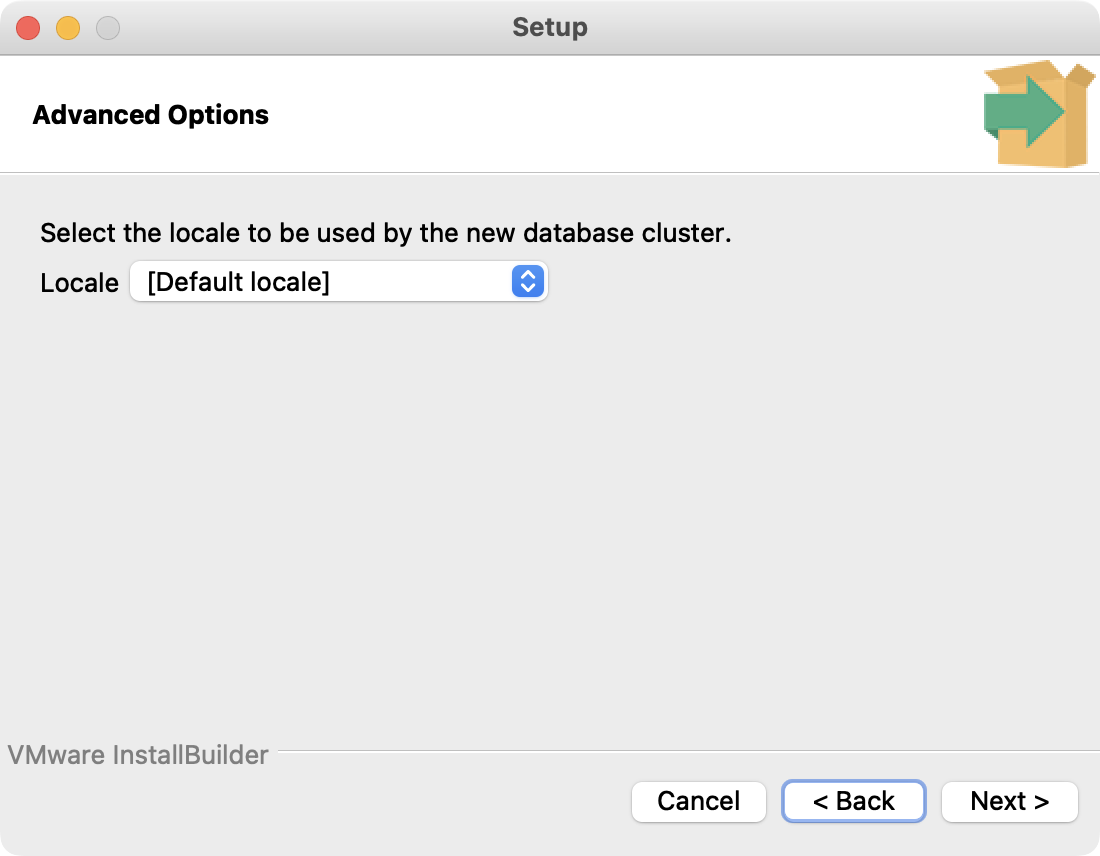 Setup
Advanced Options
Select the locale to be used by the new database cluster.
Locale [Default locale]
VMware InstallBuilder
Cancel < Back Next >